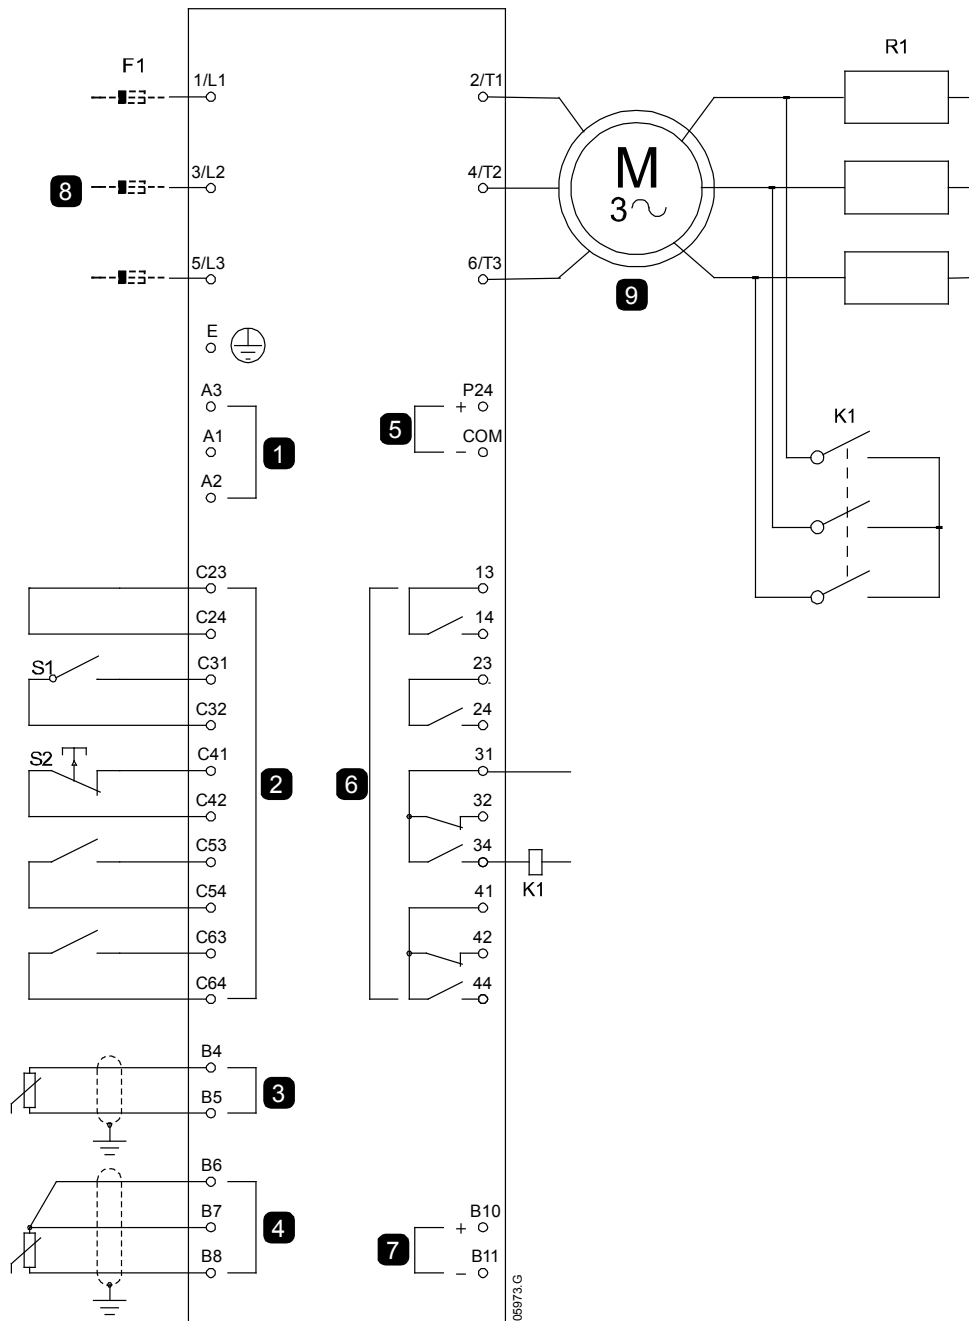 F1
R1
1/L1
2/T1
3/L2
4/T2
M
3
8
5/L3
6/T3
9
E
A3
P24
+
5
K1
A1
COM
1
−
A2
C23
13
C24
14
S1
C31
23
C32
24
S2
C41
31
2
6
C42
32
C53
34
K1
C54
41
C63
42
C64
44
B4
3
B5
B6
B7
B10
4
+
7
B8
B11
−
05973.G